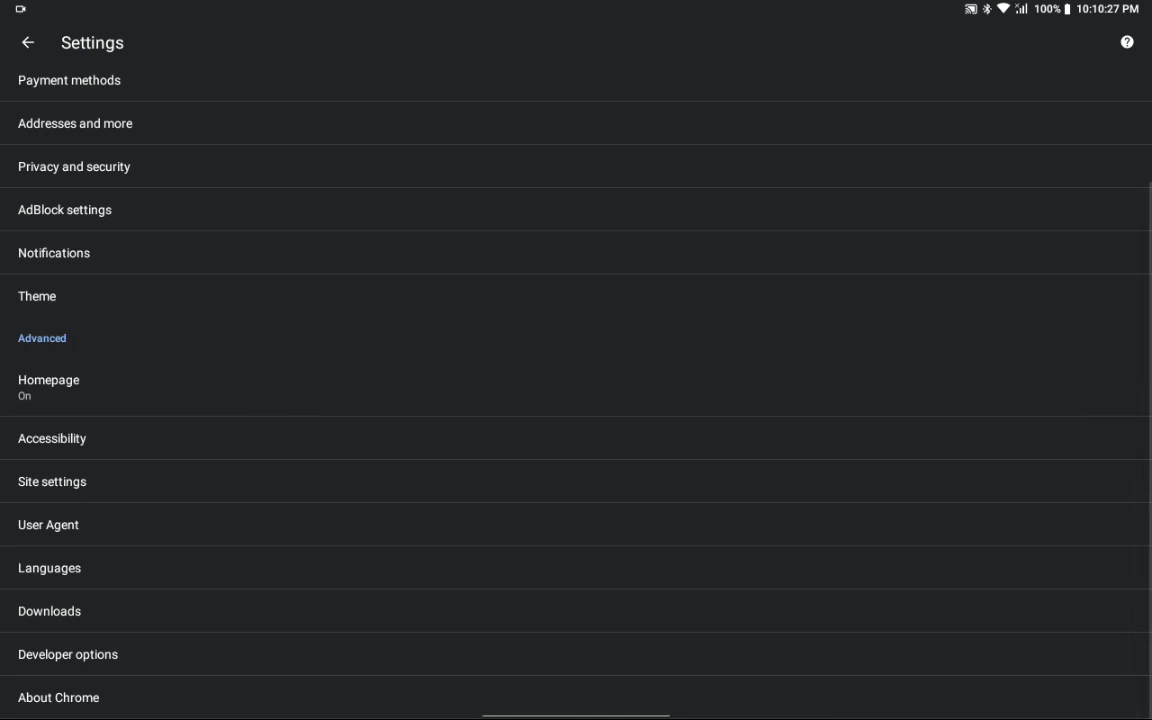 100% 10:10:27 PM
Settings
Payment methods
Addresses and more
Privacy and security
AdBlock settings
Notifications
Theme
Advanced
Homepage
On
Accessibility
Site settings
User Agent
Languages
Downloads
Developer options
About Chrome